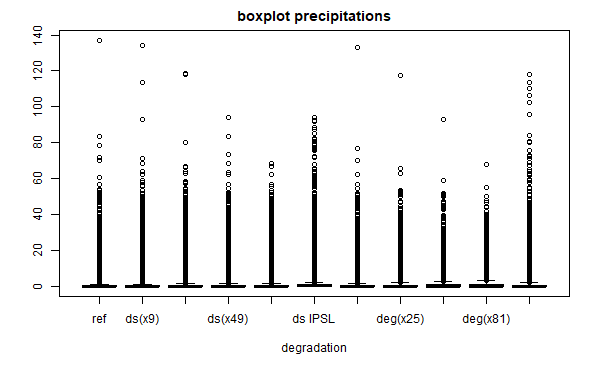 boxplot precipitations
140
120
100
80
60
40
20
0
ref ds(x9) ds(x49) ds IPSL deg(x25) deg(x81)
degradation